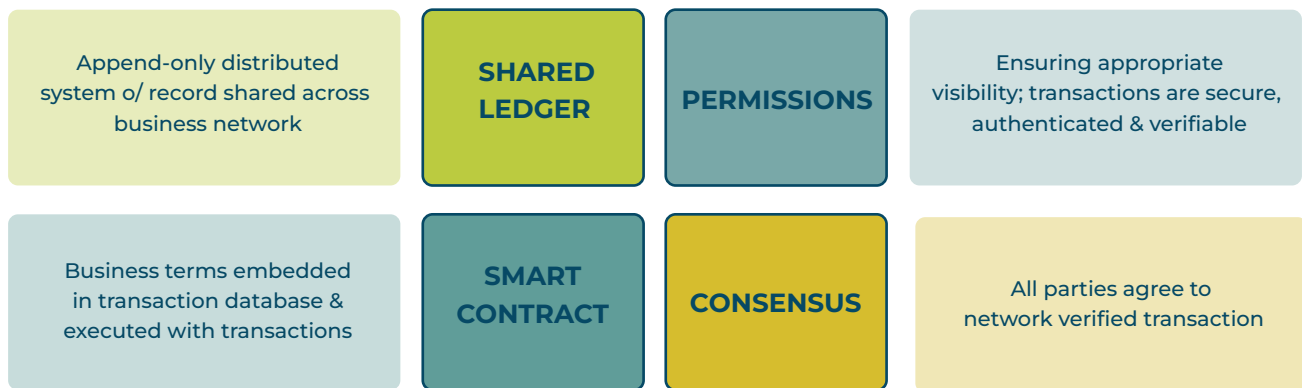 Append-only distributed
system o/ record shared across
business network
SHARED
LEDGER
PERMISSIONS
Ensuring appropriate
visibility; transactions are secure,
authenticated & verifiable
Business terms embedded
in transaction database &
executed with transactions
SMART
CONTRACT
CONSENSUS
All parties agree to
network verified transaction